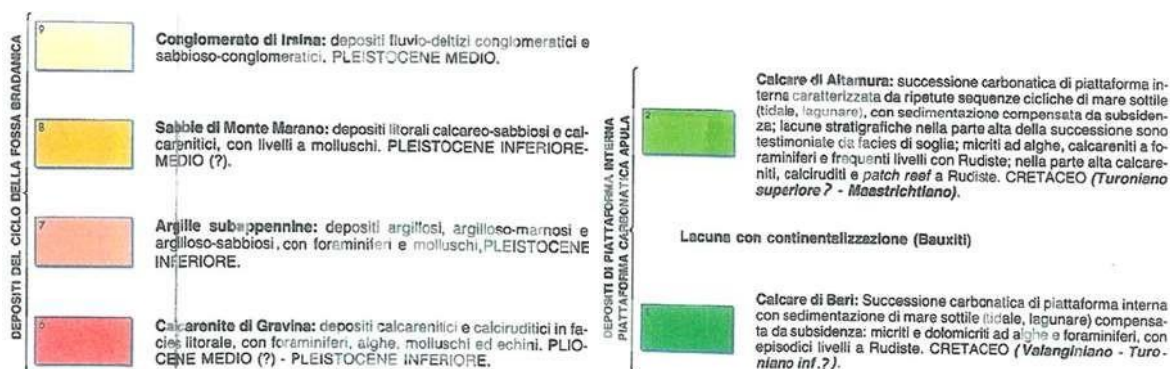 DEPOSITI DEL CICLO DELLA FOSSA BRADANICA
9
Conglomerato di Irsina: depositi fluvio-deltizi conglomeratici e
sabbioso-conglomeratici. PLEISTOCENE MEDIO.
8
Sabbie di Monte Marano: depositi litorali calcareo-sabbiosi e cal-
carenitici, con livelli a molluschi. PLEISTOCENE INFERIORE-
MEDIO (?).
7
Argille subappennine: depositi argillosi, argilloso-marnosi e
argilloso-sabbiosi, con foraminiferi e molluschi, PLEISTOCENE
INFERIORE.
6
Calcarenite di Gravina: depositi calcarenitici e calciruditici in fa-
cies litorale, con foraminiferi, alghe, molluschi ed echini. PLIO-
CENE MEDIO (?) - PLEISTOCENE INFERIORE.
DEPOSITI DI PIATTAFORMA INTERNA
PIATTAFORMA CARBONATICA APULA
2
Calcare di Altamura: successione carbonatica di piattaforma in-
terna caratterizzata da ripetute sequenze cicliche di mare sottile
(tidale, lagunare), con sedimentazione compensata da subsiden-
za; lacune stratigrafiche nella parte alta della successione sono
testimoniate da facies di soglia; micriti ad alghe, calcareniti a fo-
raminiferi e frequenti livelli con Rudiste; nella parte alta calcare-
niti, calciruditi e patch reef a Rudiste. CRETACEO (Turoniano
superiore? - Maastrichtiano).
Lacuna con continentalizzazione (Bauxiti)
1
Calcare di Bari: Successione carbonatica di piattaforma interna
con sedimentazione di mare sottile (tidale, lagunare) compensa-
ta da subsidenza: micriti e dolomicriti ad alghe e foraminiferi, con
episodici livelli a Rudiste. CRETACEO (Valanginiano - Turo-
niano inf.?).